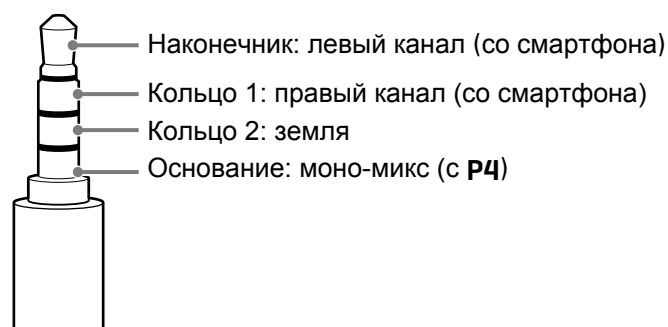 Наконечник: левый канал (со смартфона)
Кольцо 1: правый канал (со смартфона)
Кольцо 2: земля
Основание: моно-микс (с P4)